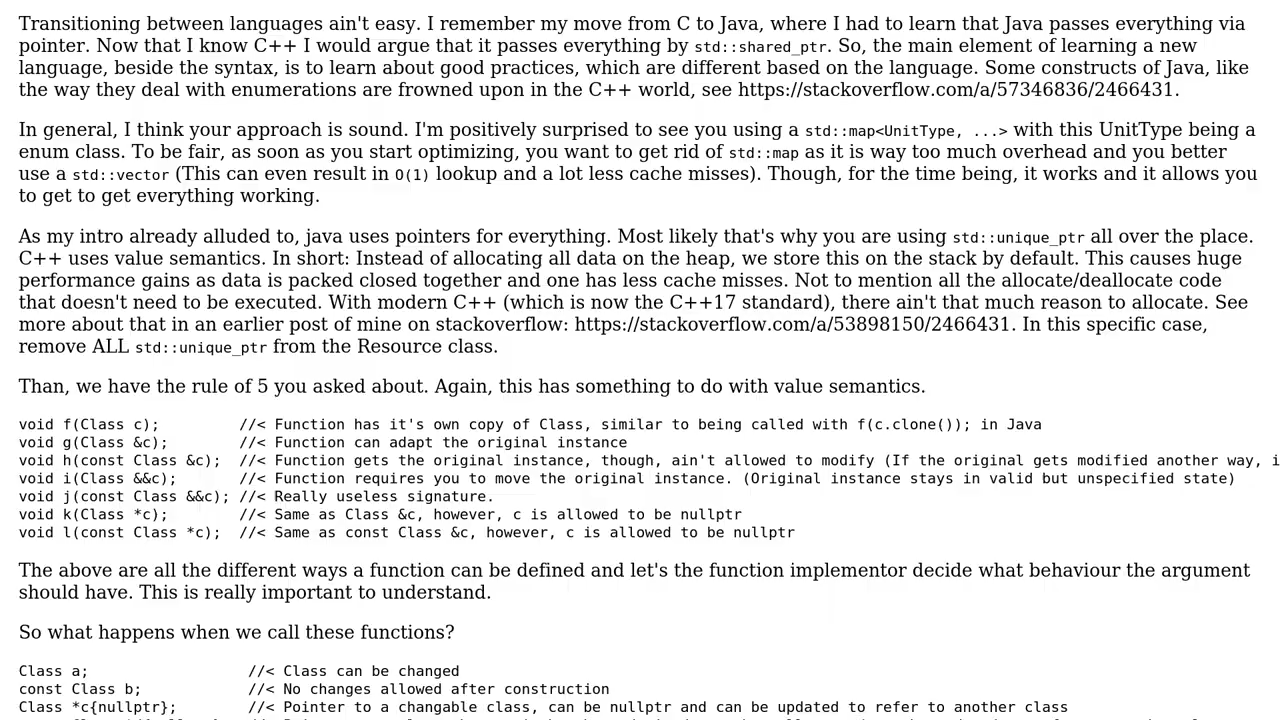 Transitioning between languages ain't easy. I remember my move from C to Java, where I had to learn that Java passes everything via
pointer. Now that I know C++ I would argue that it passes everything by std::shared_ptr. So, the main element of learning a new
language, beside the syntax, is to learn about good practices, which are different based on the language. Some constructs of Java, like
the way they deal with enumerations are frowned upon in the C++ world, see https://stackoverflow.com/a/57346836/2466431.
In general, I think your approach is sound. I'm positively surprised to see you using a std::map<UnitType, ...> with this UnitType being a
enum class. To be fair, as soon as you start optimizing, you want to get rid of std::map as it is way too much overhead and you better
use a std::vector (This can even result in O(1) lookup and a lot less cache misses). Though, for the time being, it works and it allows you
to get to get everything working.
As my intro already alluded to, java uses pointers for everything. Most likely that's why you are using std::unique_ptr all over the place.
C++ uses value semantics. In short: Instead of allocating all data on the heap, we store this on the stack by default. This causes huge
performance gains as data is packed closed together and one has less cache misses. Not to mention all the allocate/deallocate code
that doesn't need to be executed. With modern C++ (which is now the C++17 standard), there ain't that much reason to allocate. See
more about that in an earlier post of mine on stackoverflow: https://stackoverflow.com/a/53898150/2466431. In this specific case,
remove ALL std::unique_ptr from the Resource class.
Than, we have the rule of 5 you asked about. Again, this has something to do with value semantics.
void f(Class c);         //< Function has it's own copy of Class, similar to being called with f(c.clone()); in Java
void g(Class &c);        //< Function can adapt the original instance
void h(const Class &c);  //< Function gets the original instance, though, ain't allowed to modify (If the original gets modified another way,
void i(Class &&c);       //< Function requires you to move the original instance. (Original instance stays in valid but unspecified state)
void j(const Class &&c); //< Really useless signature.
void k(Class *c);        //< Same as Class &c, however, c is allowed to be nullptr
void l(const Class *c);  //< Same as const Class &c, however, c is allowed to be nullptr
The above are all the different ways a function can be defined and let's the function implementor decide what behaviour the argument
should have. This is really important to understand.
So what happens when we call these functions?
Class a;                  //< Class can be changed
const Class b;            //< No changes allowed after construction
Class *c{nullptr};        //< Pointer to a changable class, can be nullptr and can be updated to refer to another class